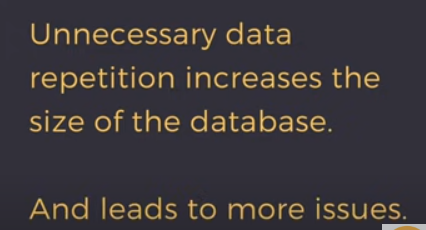 Unnecessary data
repetition increases the
size of the database.
And leads to more issues.